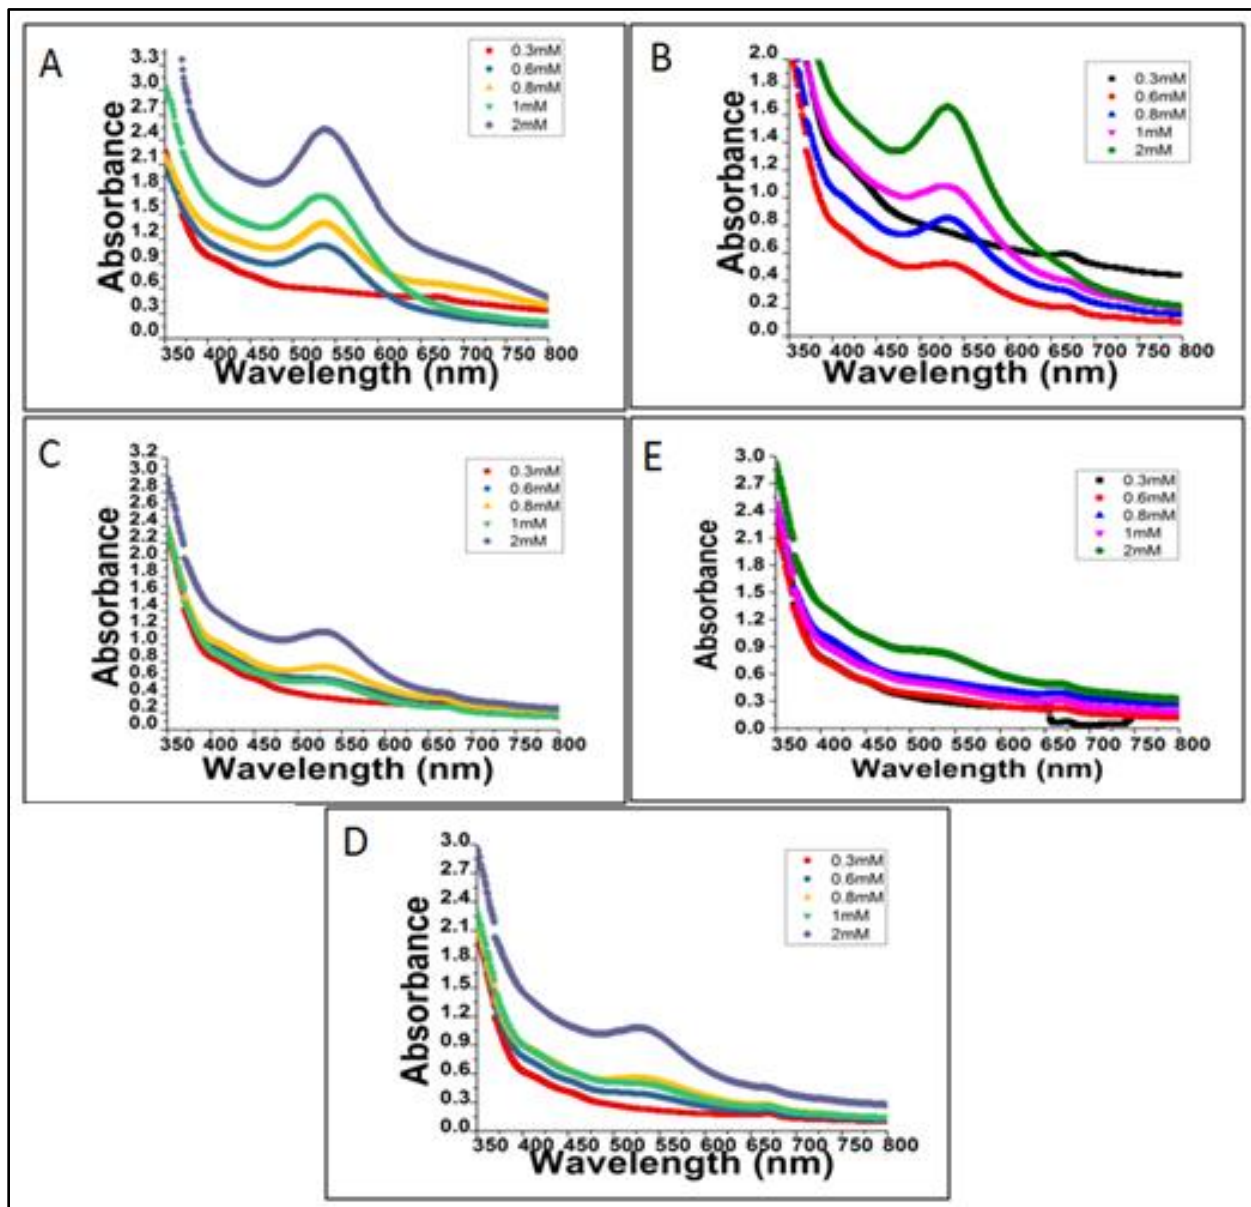 A
3.3
3.0
2.7
2.4
2.1
1.8
1.5
1.2
0.9
0.6
0.3
0.0
Absorbance
350 400 450 500 550 600 650 700 750 800
Wavelength (nm)
0.3mM
0.6mM
0.8mM
1mM
2mM
B
2.0
1.8
1.6
1.4
1.2
1.0
0.8
0.6
0.4
0.2
0.0
Absorbance
350 400 450 500 550 600 650 700 750 800
Wavelength (nm)
0.3mM
0.6mM
0.8mM
1mM
2mM
C
3.2
3.0
2.8
2.6
2.4
2.2
2.0
1.8
1.6
1.4
1.2
1.0
0.8
0.6
0.4
0.2
0.0
Absorbance
350 400 450 500 550 600 650 700 750 800
Wavelength (nm)
0.3mM
0.6mM
0.8mM
1mM
2mM
E
3.0
2.7
2.4
2.1
1.8
1.5
1.2
0.9
0.6
0.3
0.0
Absorbance
350 400 450 500 550 600 650 700 750 800
Wavelength (nm)
0.3mM
0.6mM
0.8mM
1mM
2mM
D
3.0
2.7
2.4
2.1
1.8
1.5
1.2
0.9
0.6
0.3
0.0
Absorbance
350 400 450 500 550 600 650 700 750 800
Wavelength (nm)
0.3mM
0.6mM
0.8mM
1mM
2mM